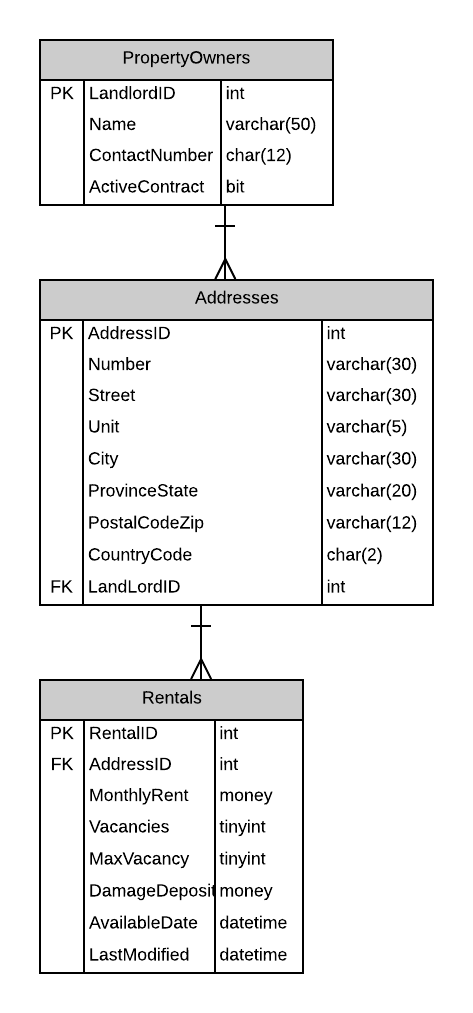 PropertyOwners
PK LandlordID int
Name varchar(50)
ContactNumber char(12)
ActiveContract bit
Addresses
PK AddressID int
Number varchar(30)
Street varchar(30)
Unit varchar(5)
City varchar(30)
ProvinceState varchar(20)
PostalCodeZip varchar(12)
CountryCode char(2)
FK LandLordID int
Rentals
PK RentalID int
FK AddressID int
MonthlyRent money
Vacancies tinyint
MaxVacancy tinyint
DamageDeposit money
AvailableDate datetime
LastModified datetime